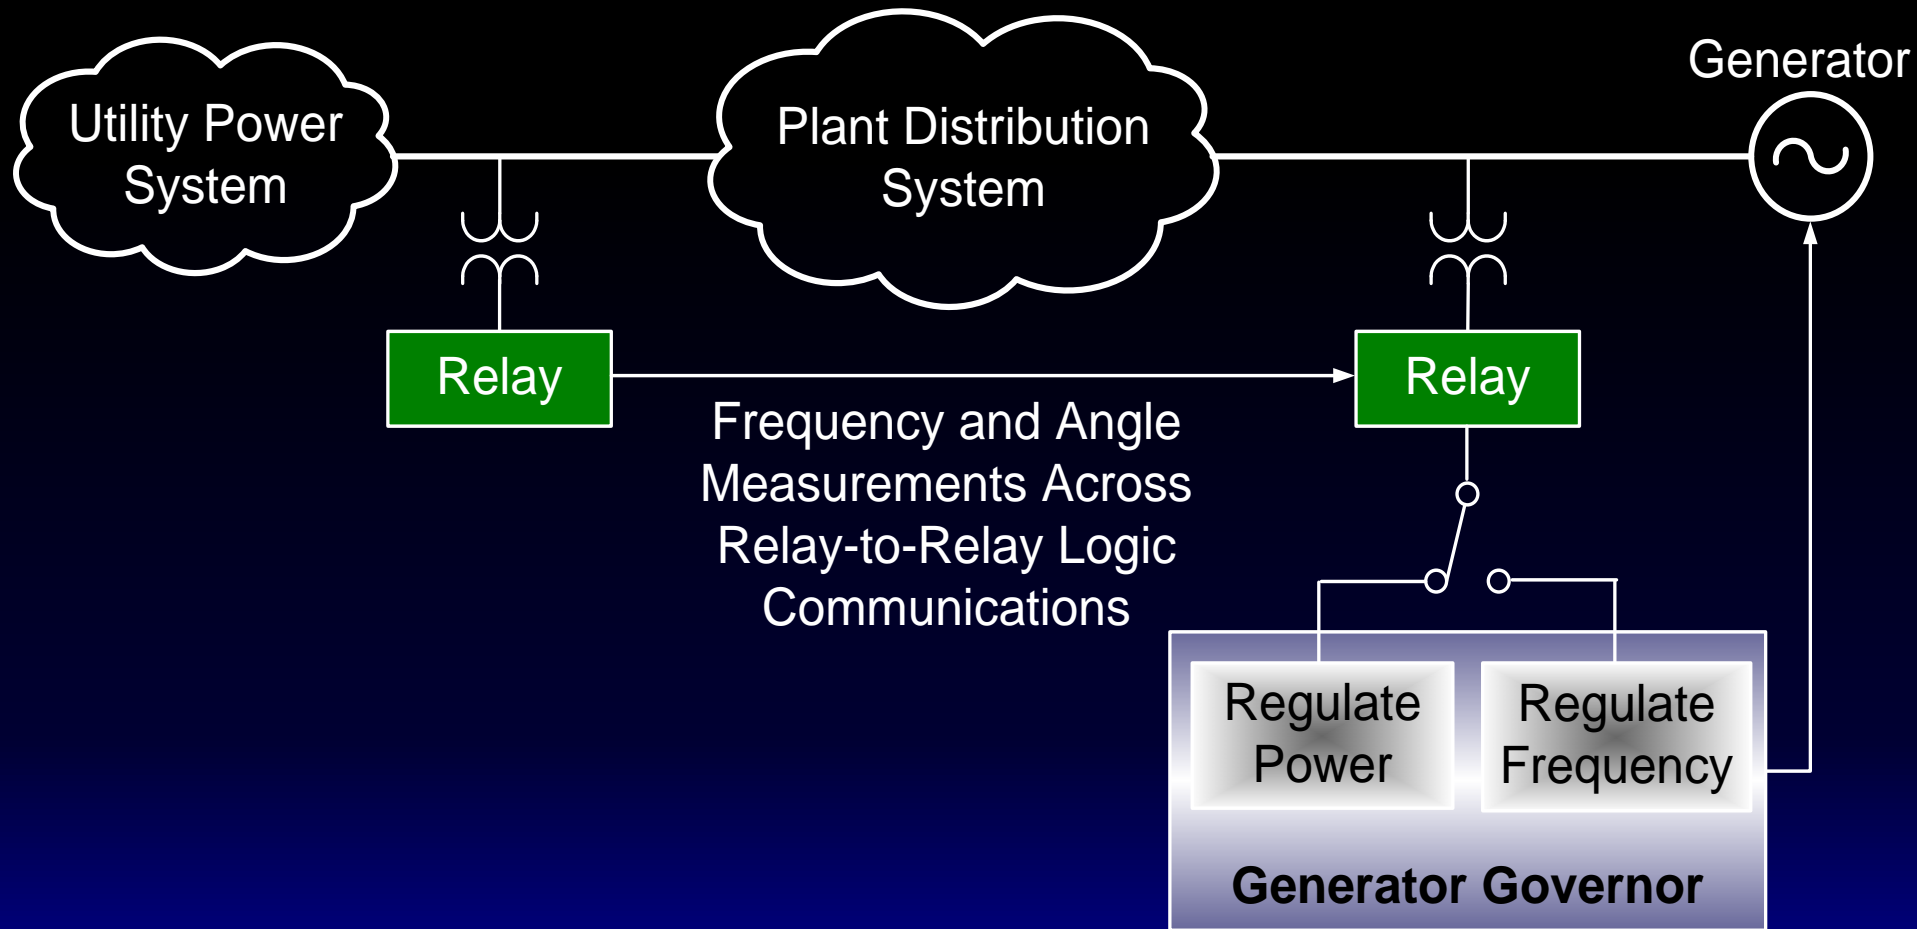 Generator
Utility Power
System
Plant Distribution
System
Relay
Relay
Frequency and Angle
Measurements Across
Relay-to-Relay Logic
Communications
Regulate
Power
Regulate
Frequency
Generator Governor